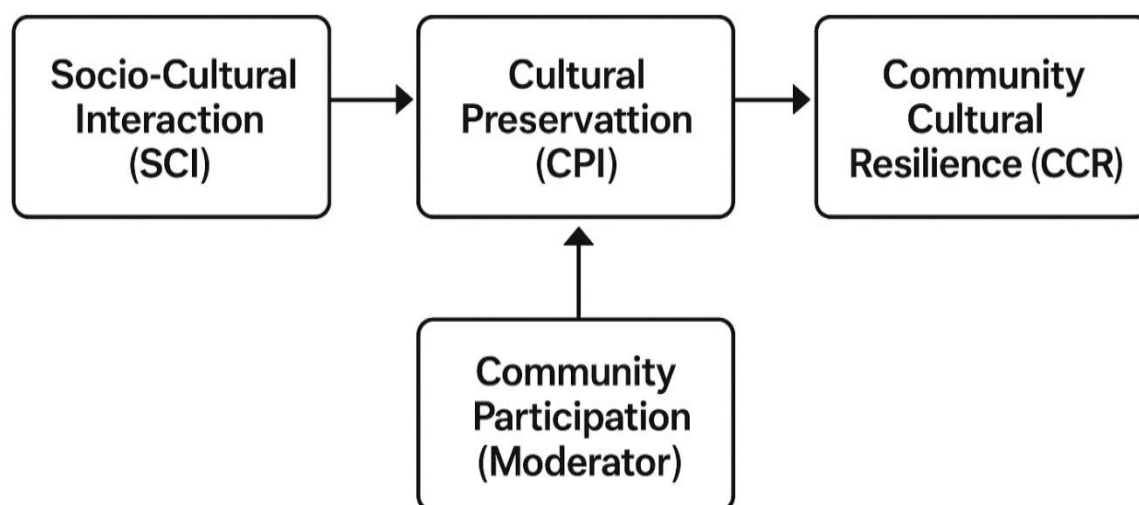 Socio-Cultural
Interaction
(SCI)
Cultural
Preservattion
(CPI)
Community
Cultural
Resilience (CCR)
Community
Participation
(Moderator)